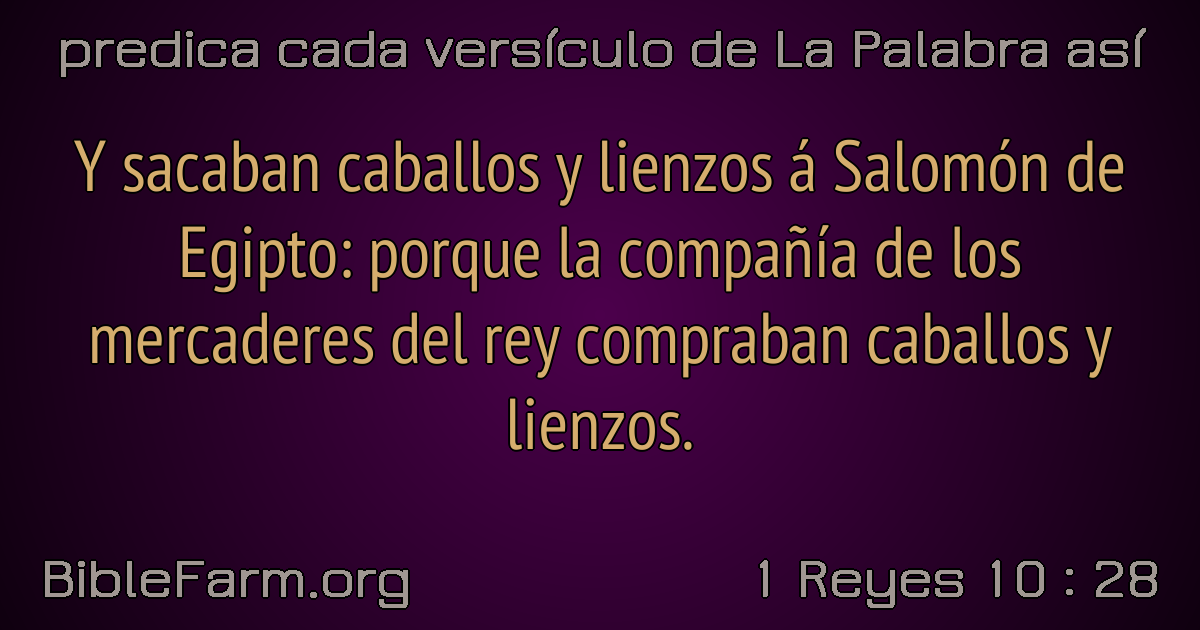 predica cada versículo de La Palabra así
Y sacaban caballos y lienzos á Salomón de
Egipto: porque la compañía de los
mercaderes del rey compraban caballos y
lienzos.
BibleFarm.org
1 Reyes 10 : 28